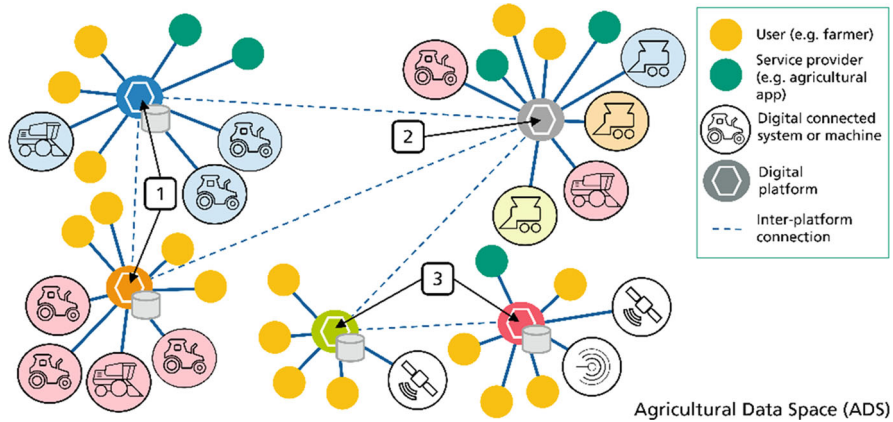 User (e.g. farmer)
Service provider
(e.g. agricultural
app)
Digital connected
system or machine
Digital
platform
Inter-platform
connection
2
1
3
Agricultural Data Space (ADS)